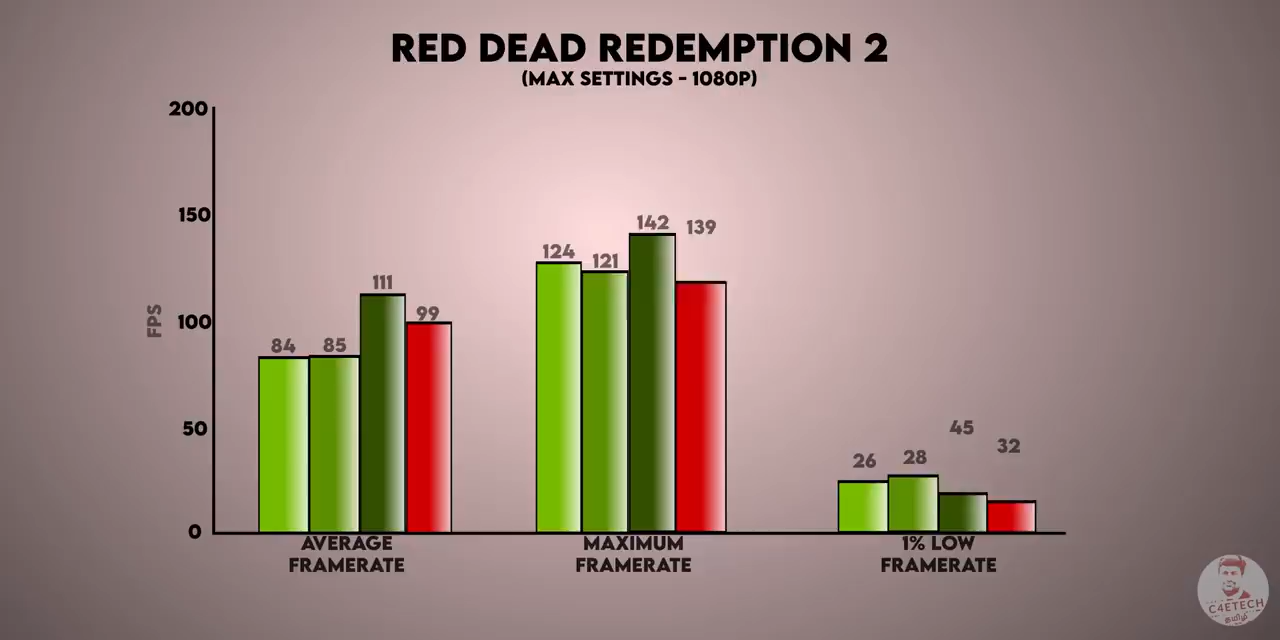 RED DEAD REDEMPTION 2
(MAX SETTINGS - 1080P)
200
150
100
50
0
FPS
84
85
111
99
124
121
142
139
26
28
45
32
AVERAGE
FRAMERATE
MAXIMUM
FRAMERATE
1% LOW
FRAMERATE
C4ETECH
தமிழ்